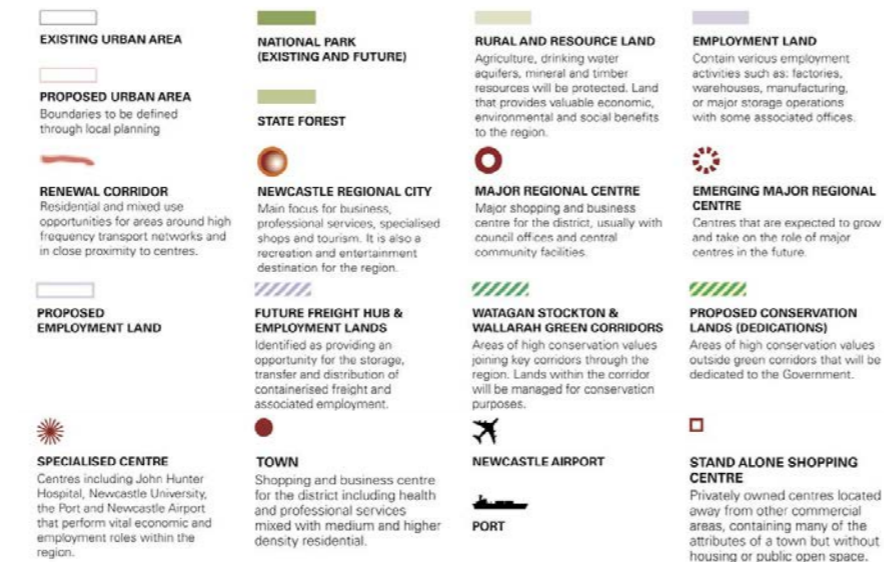 EXISTING URBAN AREA
PROPOSED URBAN AREA
Boundaries to be defined
through local planning
RENEWAL CORRIDOR
Residential and mixed use
opportunities for areas around high
frequency transport networks and
in close proximity to centres.
PROPOSED
EMPLOYMENT LAND
SPECIALISED CENTRE
Centres including John Hunter
Hospital, Newcastle University,
the Port and Newcastle Airport
that perform vital economic and
employment roles within the
region.
NATIONAL PARK
(EXISTING AND FUTURE)
STATE FOREST
NEWCASTLE REGIONAL CITY
Main focus for business,
professional services, specialised
shops and tourism. It is also a
recreation and entertainment
destination for the region.
FUTURE FREIGHT HUB &
EMPLOYMENT LANDS
Identified as providing an
opportunity for the storage,
transfer and distribution of
containerised freight and
associated employment.
TOWN
Shopping and business centre
for the district including health
and professional services
mixed with medium and higher
density residential.
RURAL AND RESOURCE LAND
Agriculture, drinking water
aquifers, mineral and timber
resources will be protected. Land
that provides valuable economic,
environmental and social benefits
to the region.
MAJOR REGIONAL CENTRE
Major shopping and business
centre for the district, usually with
council offices and central
community facilities.
WATAGAN STOCKTON &
WALLARAH GREEN CORRIDORS
Areas of high conservation values
joining key corridors through the
region. Lands within the corridor
will be managed for conservation
purposes.
NEWCASTLE AIRPORT
PORT
EMPLOYMENT LAND
Contain various employment
activities such as: factories,
warehouses, manufacturing,
or major storage operations
with some associated offices.
EMERGING MAJOR REGIONAL
CENTRE
Centres that are expected to grow
and take on the role of major
centres in the future.
PROPOSED CONSERVATION
LANDS (DEDICATIONS)
Areas of high conservation values
outside green corridors that will be
dedicated to the Government.
STAND ALONE SHOPPING
CENTRE
Privately owned centres located
away from other commercial
areas, containing many of the
attributes of a town but without
housing or public open space.